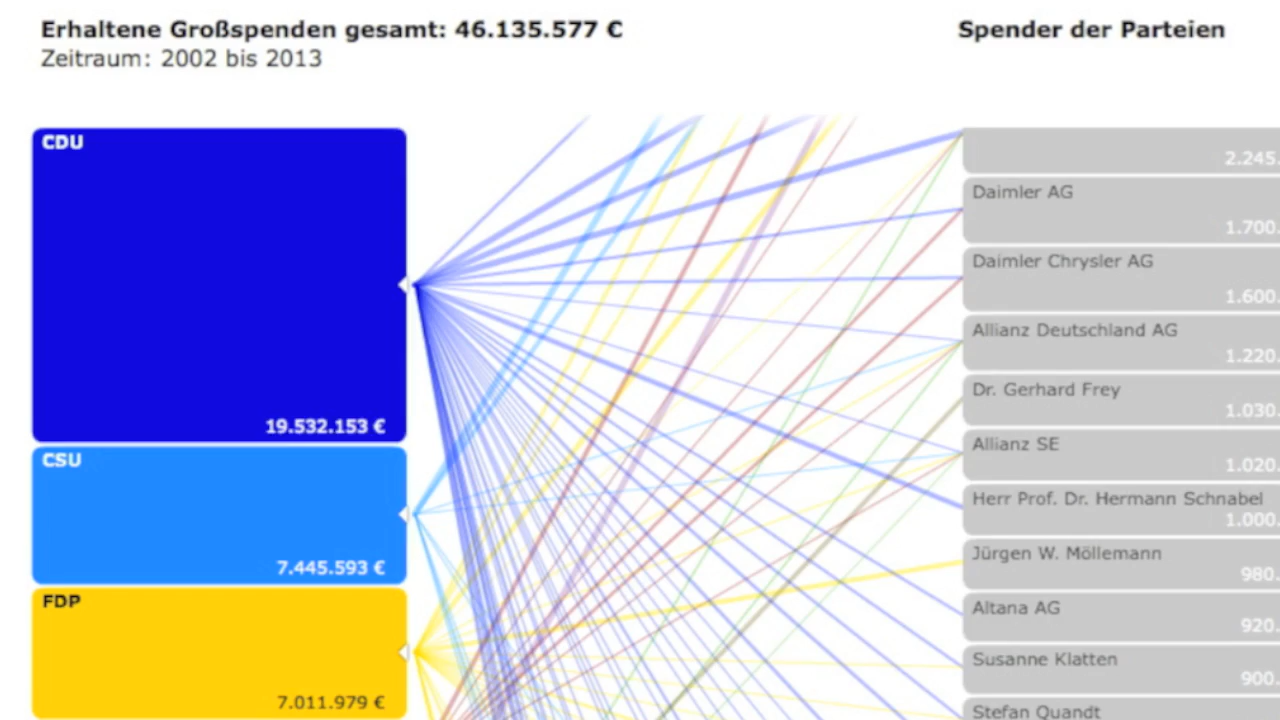 Erhaltene Großspenden gesamt: 46.135.577 €
Zeitraum: 2002 bis 2013
Spender der Parteien
CDU
19.532.153 €
CSU
7.445.593 €
FDP
7.011.979 €
2.245.
Daimler AG
1.700.
Daimler Chrysler AG
1.600.
Allianz Deutschland AG
1.220.
Dr. Gerhard Frey
1.030.
Allianz SE
1.020.
Herr Prof. Dr. Hermann Schnabel
1.000.
Jürgen W. Möllemann
980.
Altana AG
920.
Susanne Klatten
900.
Stefan Quandt